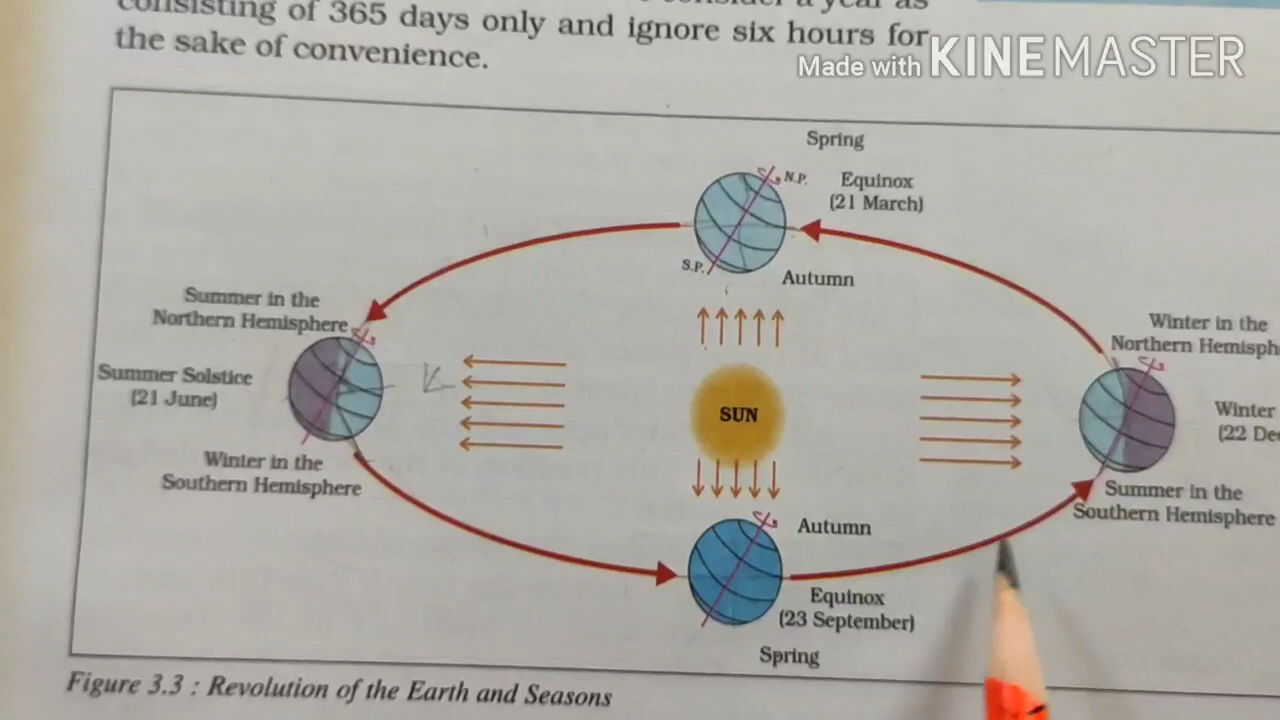 consisting of 365 days only and ignore six hours for
the sake of convenience.
Made with KINEMASTER
Spring
N.P.
Equinox
(21 March)
S.P.
Autumn
Summer in the
Northern Hemisphere
Summer Solstice
(21 June)
Winter in the
Southern Hemisphere
SUN
Winter in the
Northern Hemisph
Winter
(22 De
Summer in the
Southern Hemisphere
Autumn
Equinox
(23 September)
Spring
Figure 3.3 : Revolution of the Earth and Seasons